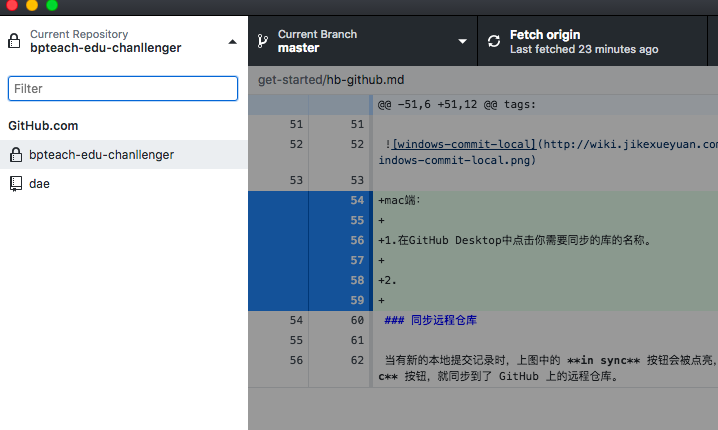 Current Repository
bpteach-edu-chanllenger
Current Branch
master
Fetch origin
Last fetched 23 minutes ago
Filter
GitHub.com
bpteach-edu-chanllenger
dae
get-started/hb-github.md
@@ -51,6 +51,12 @@ tags:
51 51
52 52 ![windows-commit-local](http://wiki.jikexueyuan.com
indows-commit-local.png)
53 53
54 +mac端：
55 +
56 +1.在GitHub Desktop中点击你需要同步的库的名称。
57 +
58 +2.
59 +
54 60 ### 同步远程仓库
55 61
56 62 当有新的本地提交记录时，上图中的 **in sync** 按钮会被点亮，
c** 按钮，就同步到了 GitHub 上的远程仓库。